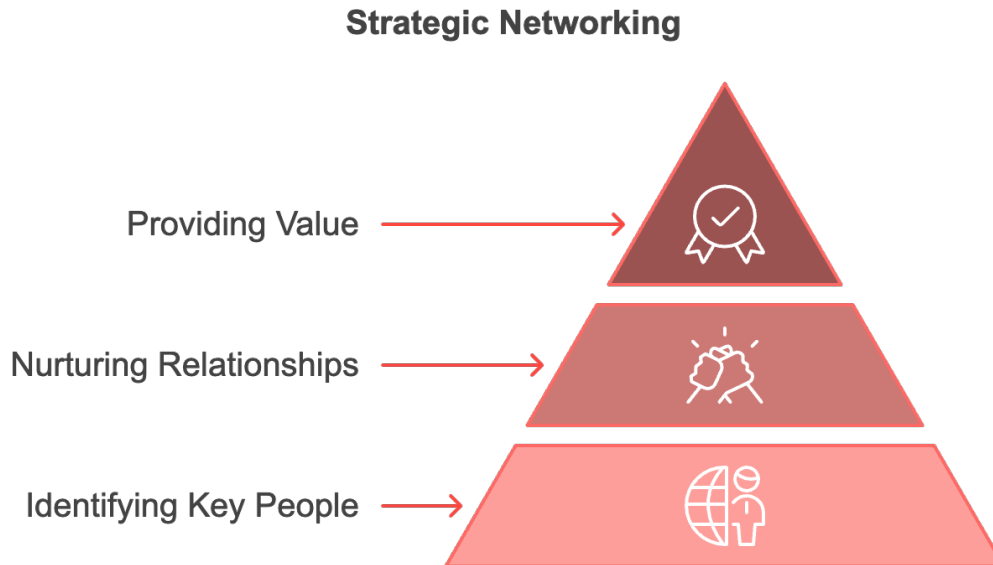 Strategic Networking
Providing Value
Nurturing Relationships
Identifying Key People